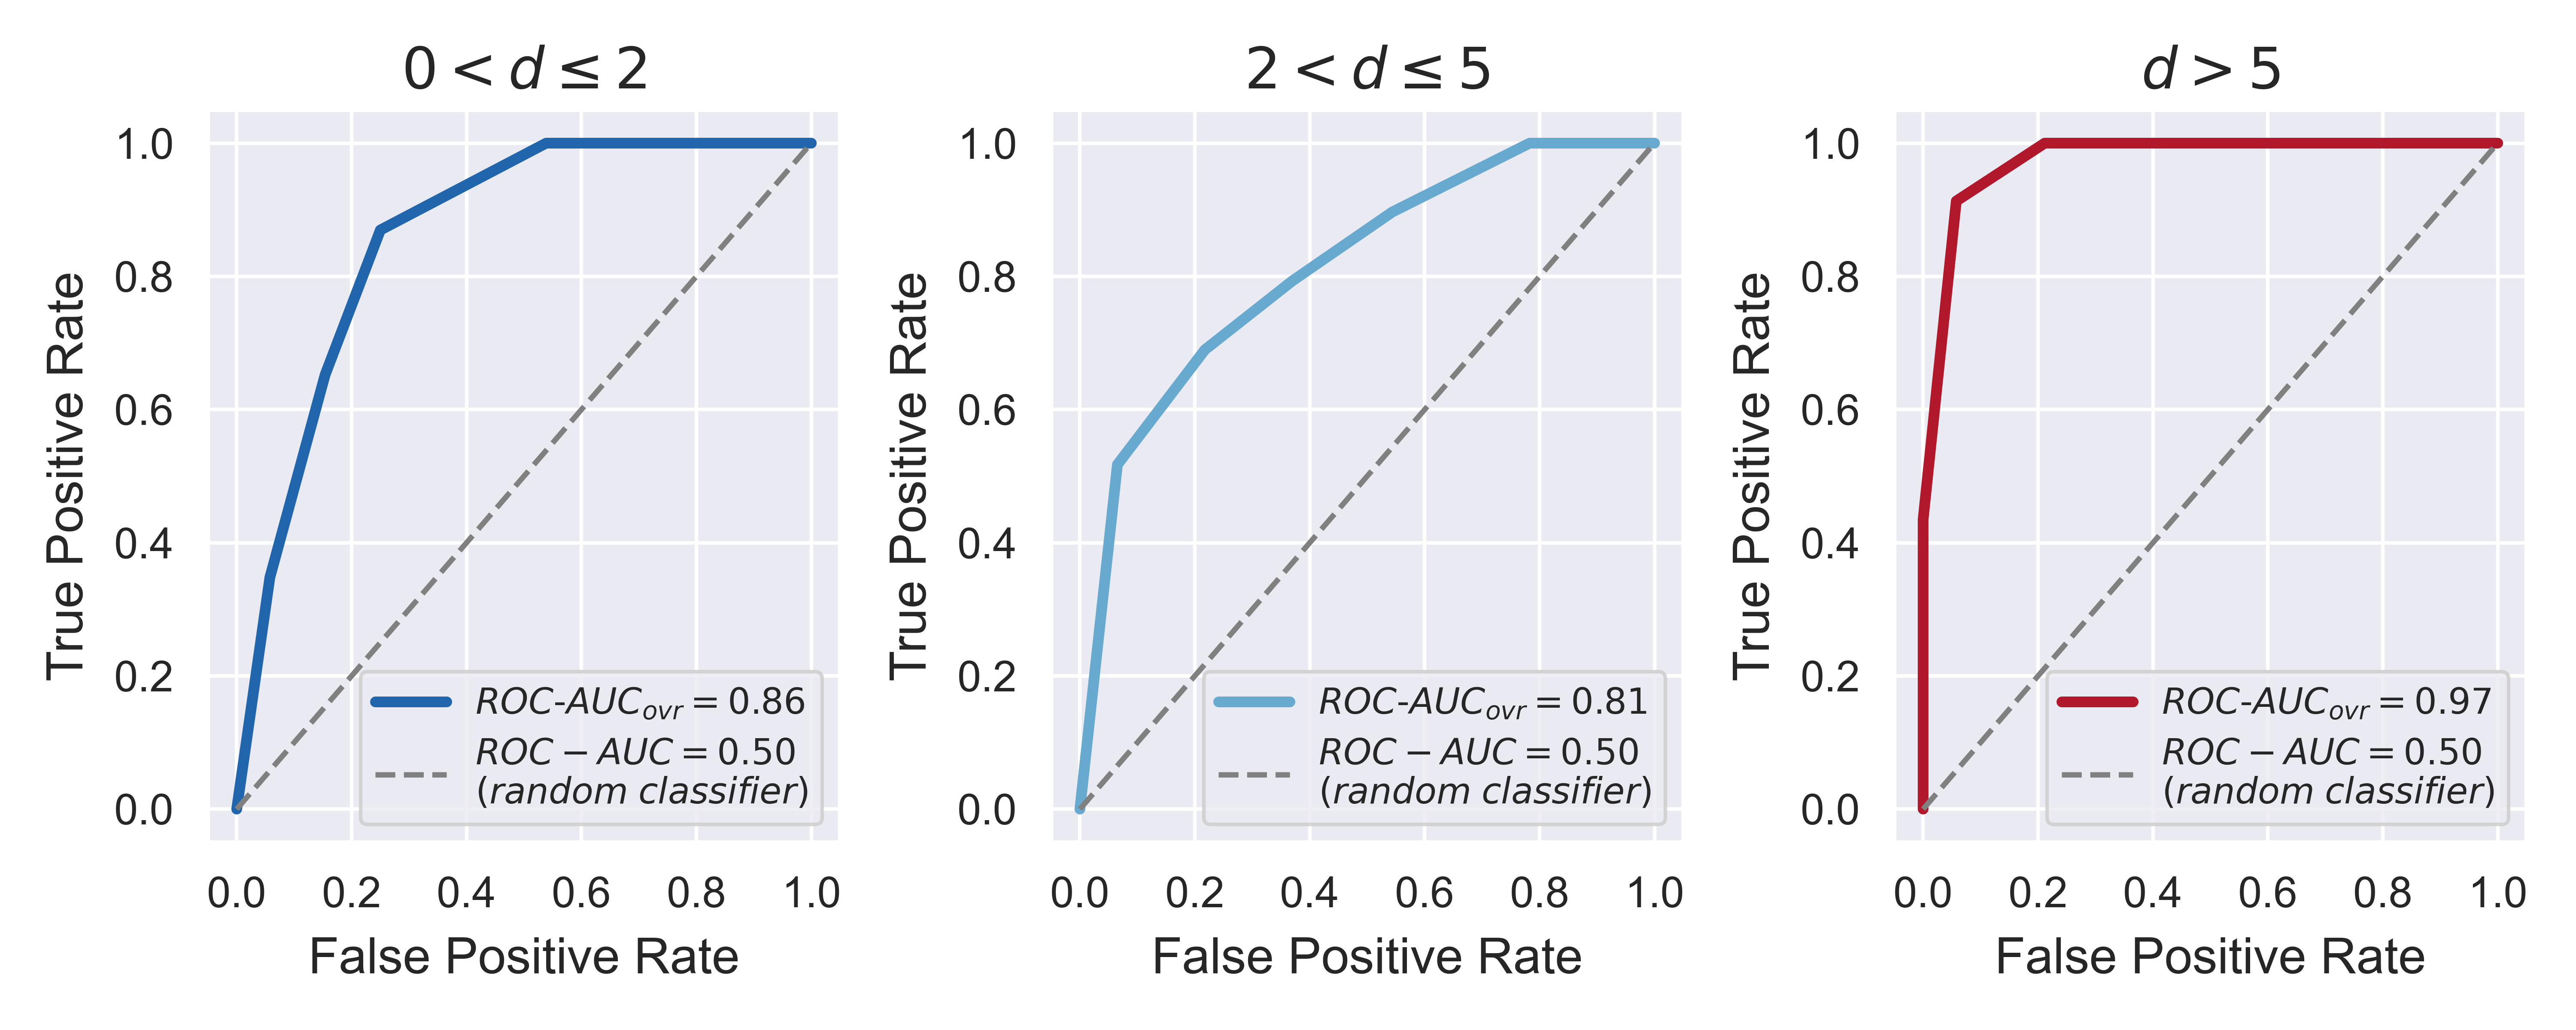 0 < d ≤ 2
1.0
0.8
0.6
0.4
0.2
0.0
True Positive Rate
ROC-AUC_ovr = 0.86
ROC − AUC = 0.50
(random classifier)
0.0 0.2 0.4 0.6 0.8 1.0
False Positive Rate
2 < d ≤ 5
1.0
0.8
0.6
0.4
0.2
0.0
True Positive Rate
ROC-AUC_ovr = 0.81
ROC − AUC = 0.50
(random classifier)
0.0 0.2 0.4 0.6 0.8 1.0
False Positive Rate
d > 5
1.0
0.8
0.6
0.4
0.2
0.0
True Positive Rate
ROC-AUC_ovr = 0.97
ROC − AUC = 0.50
(random classifier)
0.0 0.2 0.4 0.6 0.8 1.0
False Positive Rate